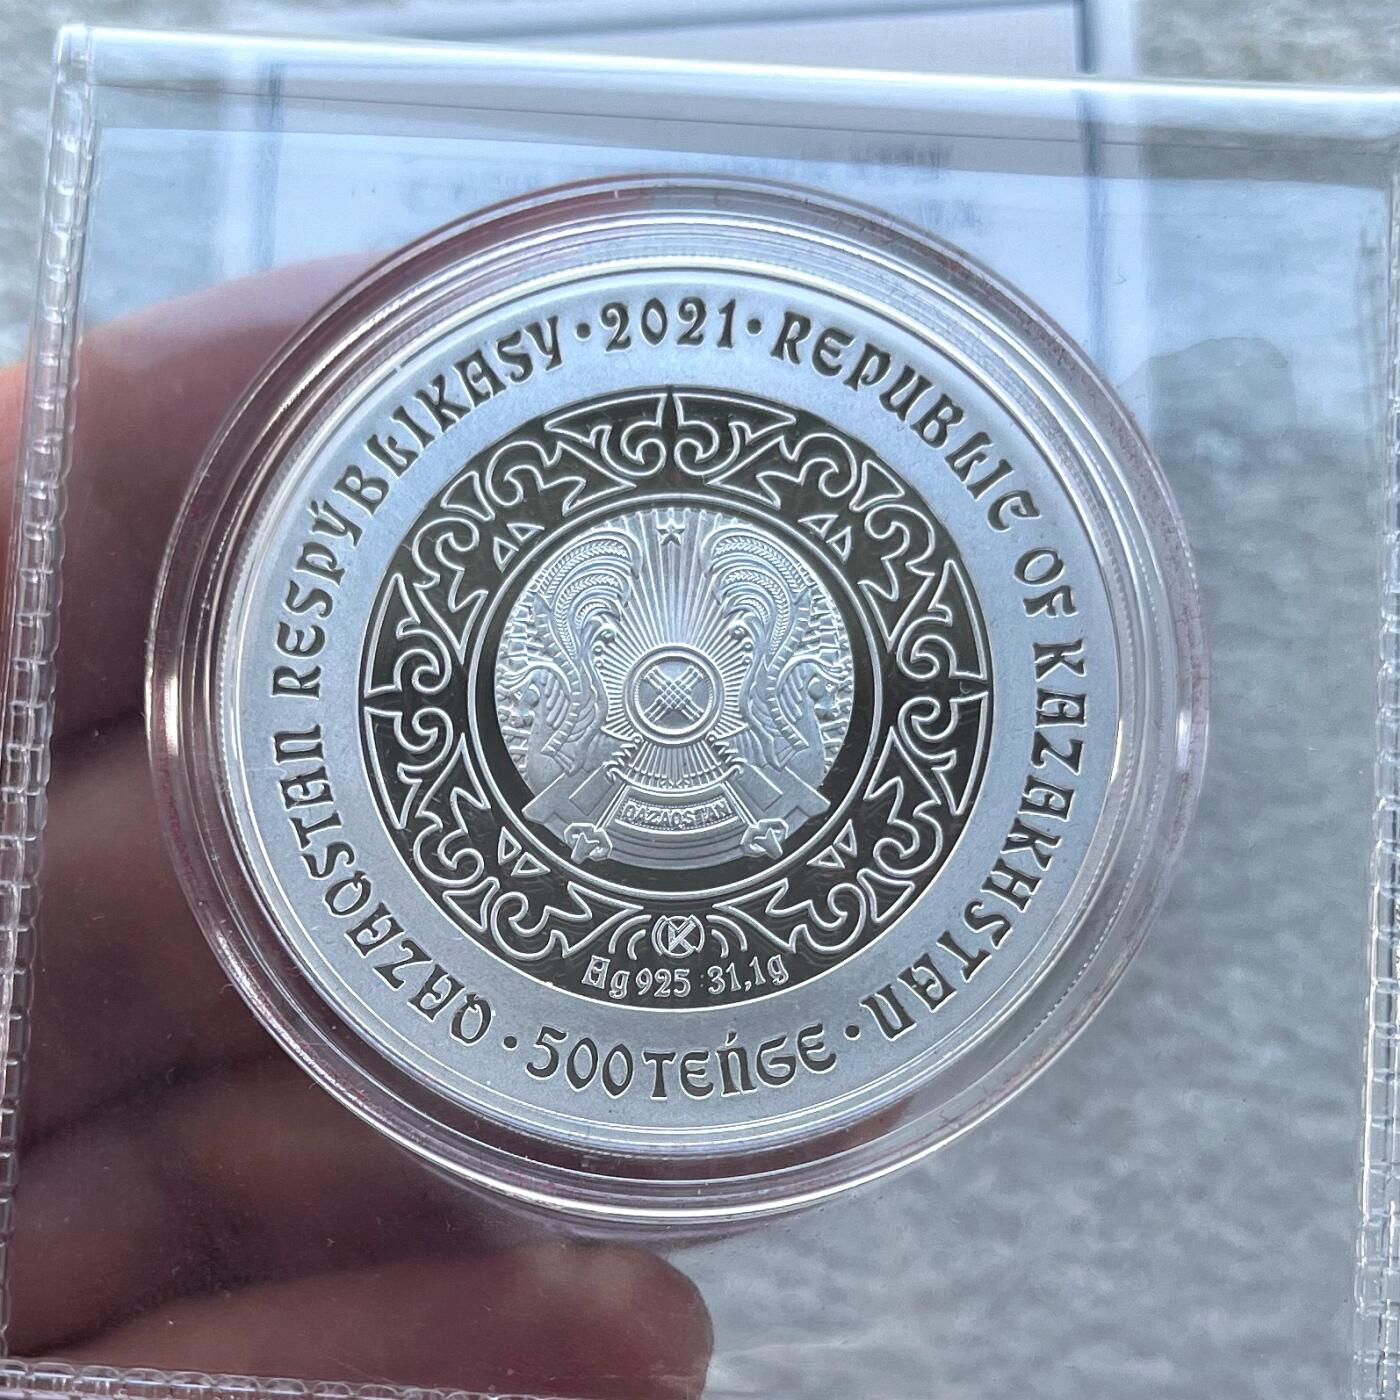 QAZAQSTAN RESPÝBLIKASY • 2021 • REPUBLIC OF KAZAKHSTAN • 500 TEŃGE •
QAZAQSTAN
Ag 925 31,1g